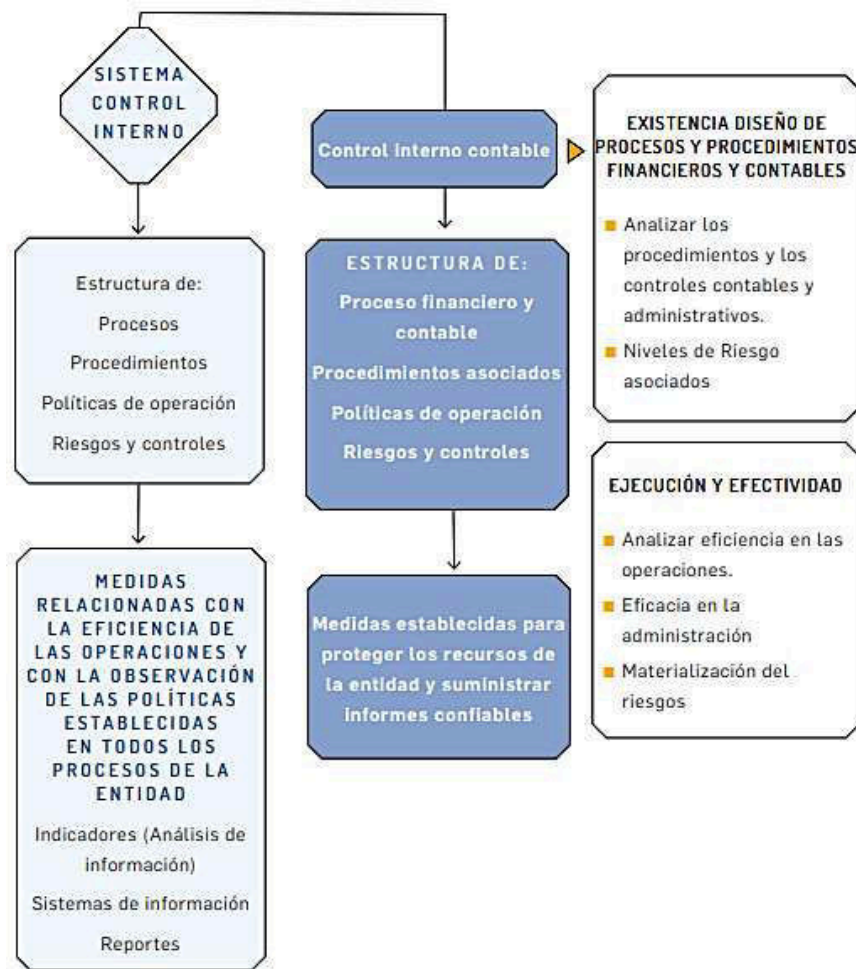 SISTEMA
CONTROL
INTERNO
Estructura de:
Procesos
Procedimientos
Políticas de operación
Riesgos y controles
MEDIDAS
RELACIONADAS CON
LA EFICIENCIA DE
LAS OPERACIONES Y
CON LA OBSERVACIÓN
DE LAS POLÍTICAS
ESTABLECIDAS
EN TODOS LOS
PROCESOS DE LA
ENTIDAD
Indicadores (Análisis de
información)
Sistemas de información
Reportes
Control interno contable
ESTRUCTURA DE:
Proceso financiero y
contable
Procedimientos asociados
Políticas de operación
Riesgos y controles
Medidas establecidas para
proteger los recursos de
la entidad y suministrar
informes confiables
EXISTENCIA DISEÑO DE
PROCESOS Y PROCEDIMIENTOS
FINANCIEROS Y CONTABLES
Analizar los
procedimientos y los
controles contables y
administrativos.
Niveles de Riesgo
asociados
EJECUCIÓN Y EFECTIVIDAD
Analizar eficiencia en las
operaciones.
Eficacia en la
administración
Materialización del
riesgos